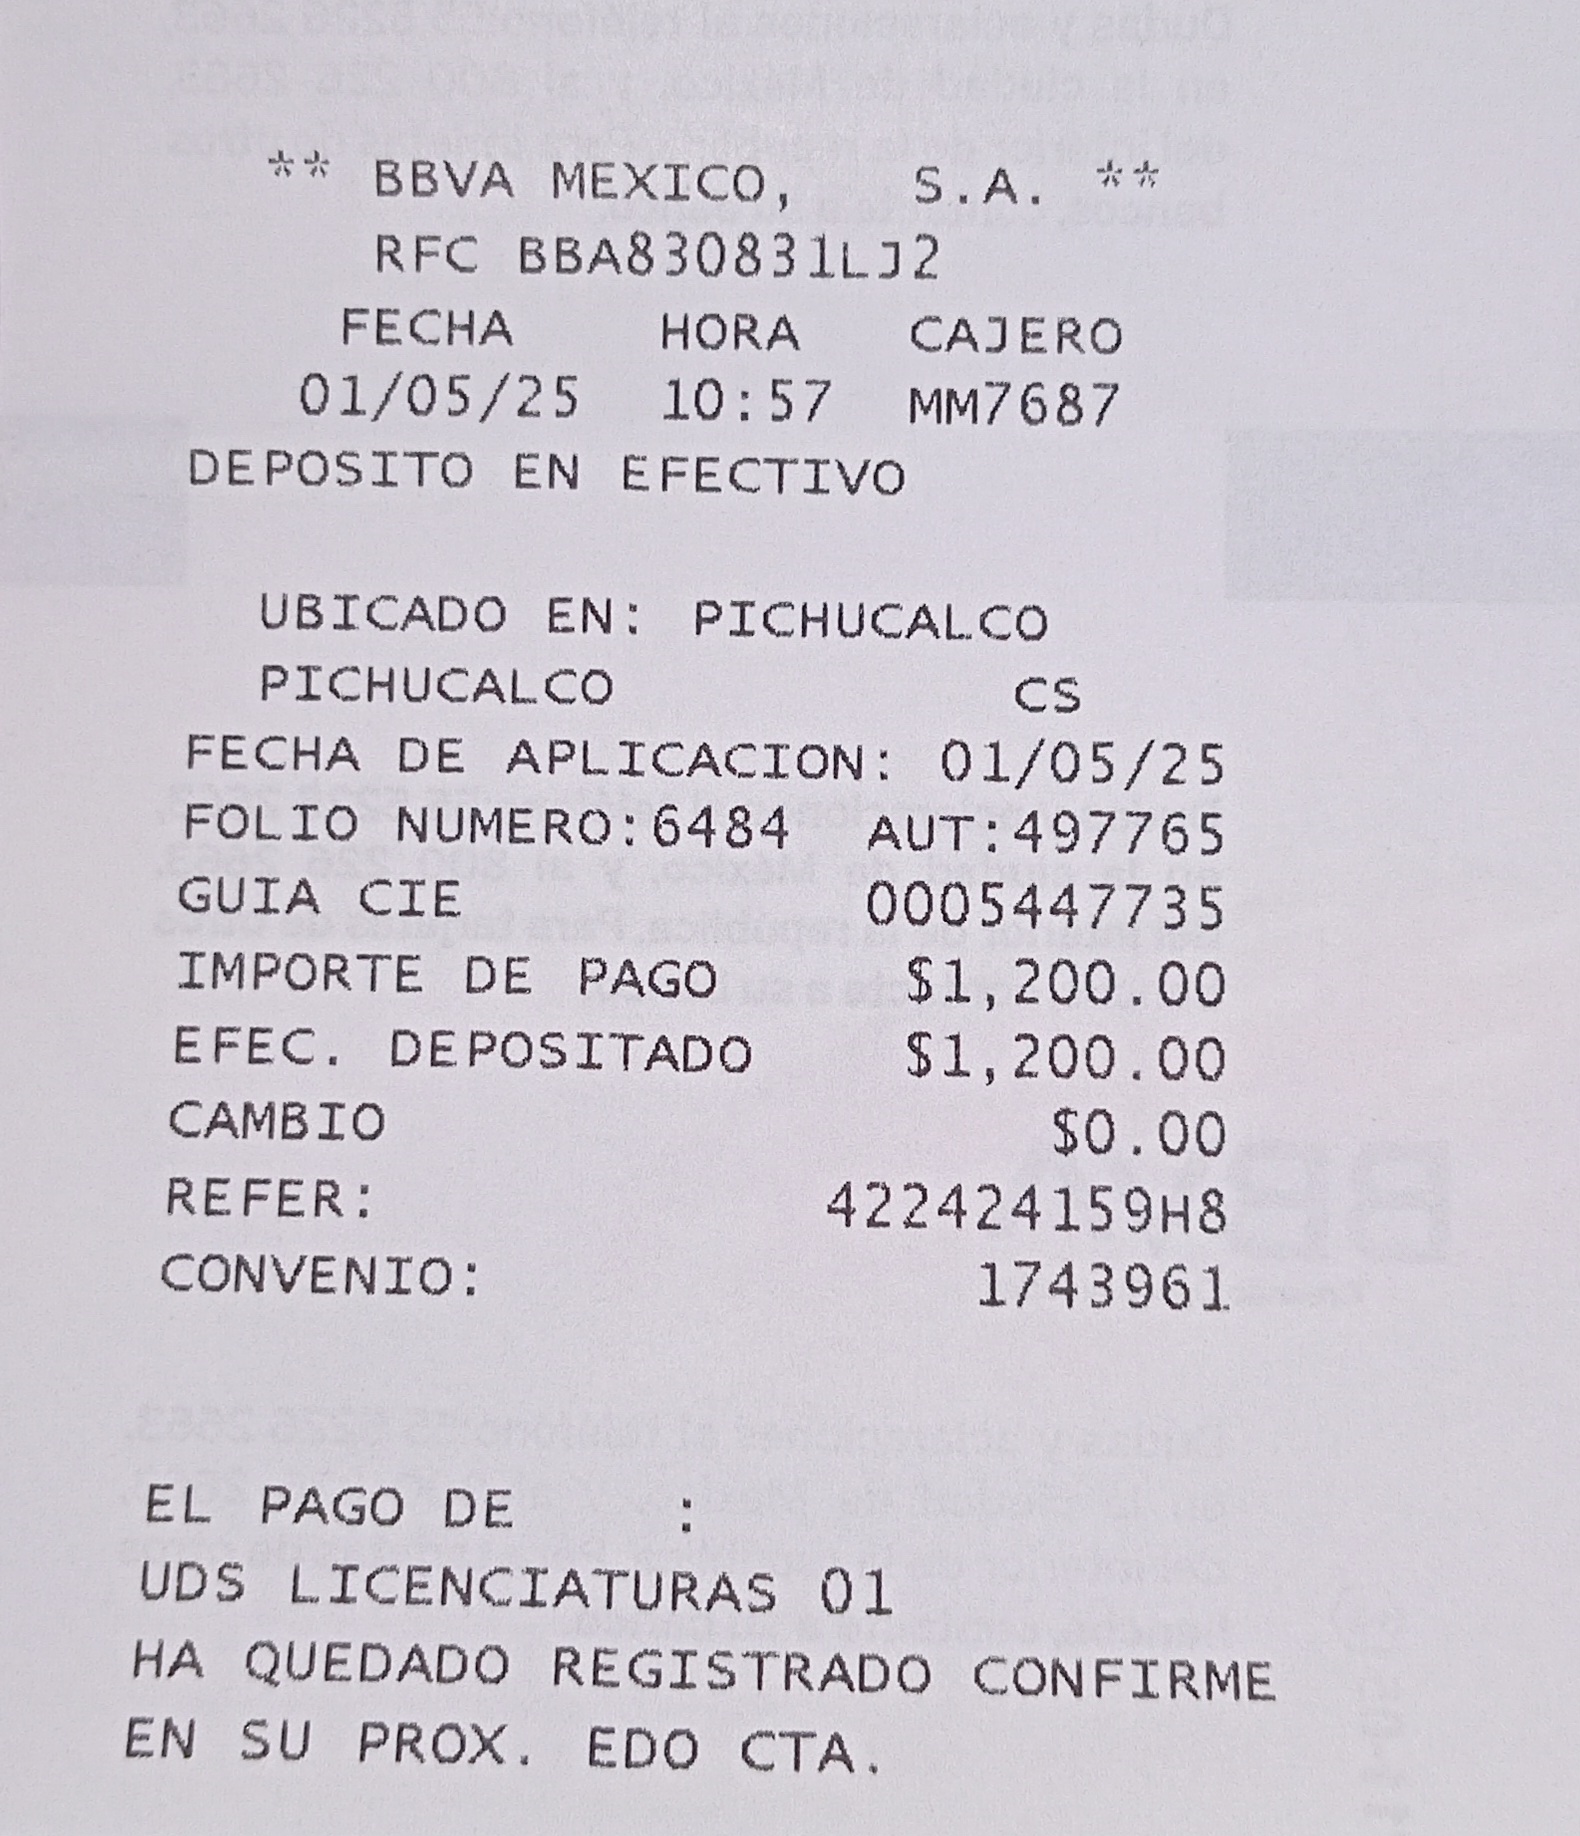 ** BBVA MEXICO, S.A. **
RFC BBA830831LJ2
FECHA HORA CAJERO
01/05/25 10:57 MM7687
DEPOSITO EN EFECTIVO
UBICADO EN: PICHUCALCO
PICHUCALCO CS
FECHA DE APLICACION: 01/05/25
FOLIO NUMERO:6484 AUT:497765
GUIA CIE 0005447735
IMPORTE DE PAGO $1,200.00
EFEC. DEPOSITADO $1,200.00
CAMBIO $0.00
REFER: 422424159H8
CONVENIO: 1743961
EL PAGO DE :
UDS LICENCIATURAS 01
HA QUEDADO REGISTRADO CONFIRME
EN SU PROX. EDO CTA.